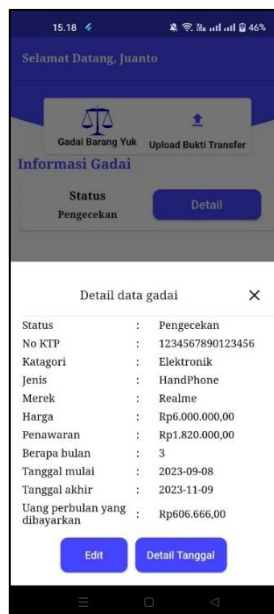 15.18 46%
Selamat Datang, Juanto
Gadai Barang Yuk Upload Bukti Transfer
Informasi Gadai
Status
Pengecekan
Detail
Detail data gadai
Status : Pengecekan
No KTP : 1234567890123456
Katagori : Elektronik
Jenis : HandPhone
Merek : Realme
Harga : Rp6.000.000,00
Penawaran : Rp1.820.000,00
Berapa bulan : 3
Tanggal mulai : 2023-09-08
Tanggal akhir : 2023-11-09
Uang perbulan yang
dibayarkan : Rp606.666,00
Edit Detail Tanggal